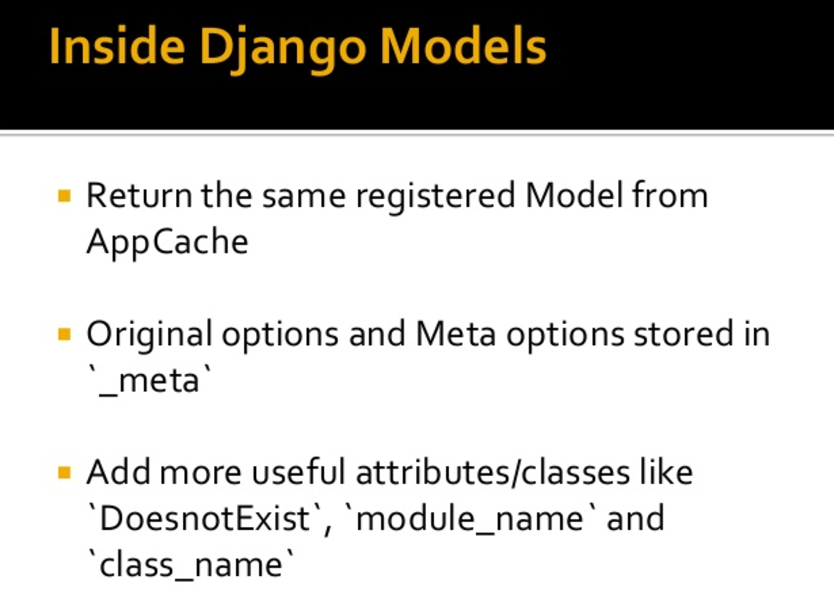 Inside Django Models
Return the same registered Model from
AppCache
Original options and Meta options stored in
`_meta`
Add more useful attributes/classes like
`DoesnotExist`, `module_name` and
`class_name`